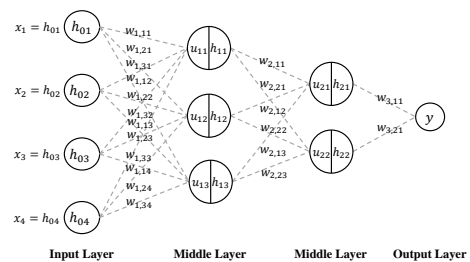 x₁ = h₀₁
h₀₁
x₂ = h₀₂
h₀₂
x₃ = h₀₃
h₀₃
x₄ = h₀₄
h₀₄
w₁,₁₁
w₁,₂₁
w₁,₃₁
w₁,₁₂
w₁,₂₂
w₁,₃₂
w₁,₁₃
w₁,₂₃
w₁,₃₃
w₁,₁₄
w₁,₂₄
w₁,₃₄
u₁₁ h₁₁
u₁₂ h₁₂
u₁₃ h₁₃
w₂,₁₁
w₂,₂₁
w₂,₁₂
w₂,₂₂
w₂,₁₃
w₂,₂₃
u₂₁ h₂₁
u₂₂ h₂₂
w₃,₁₁
w₃,₂₁
y
Input Layer Middle Layer Middle Layer Output Layer